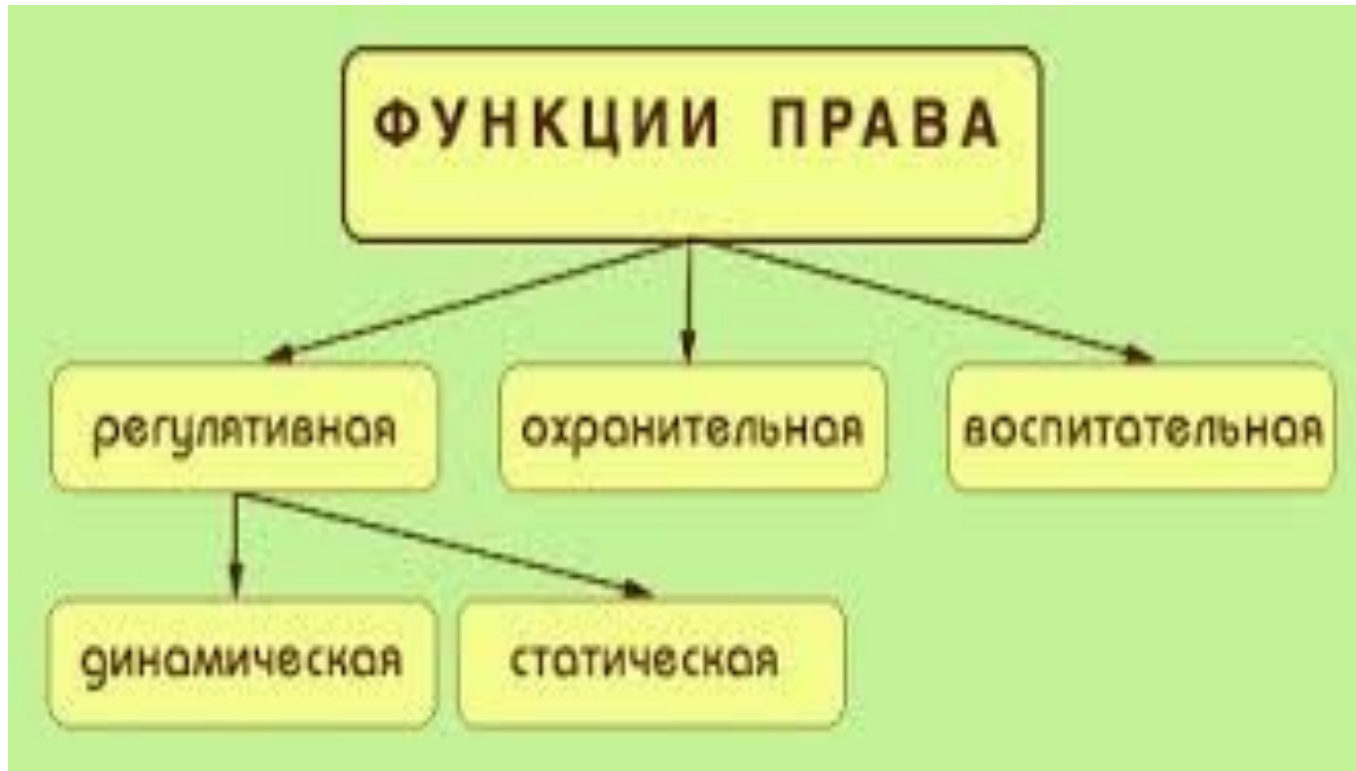 ФУНКЦИИ ПРАВА
регулятивная
охранительная
воспитательная
динамическая
статическая